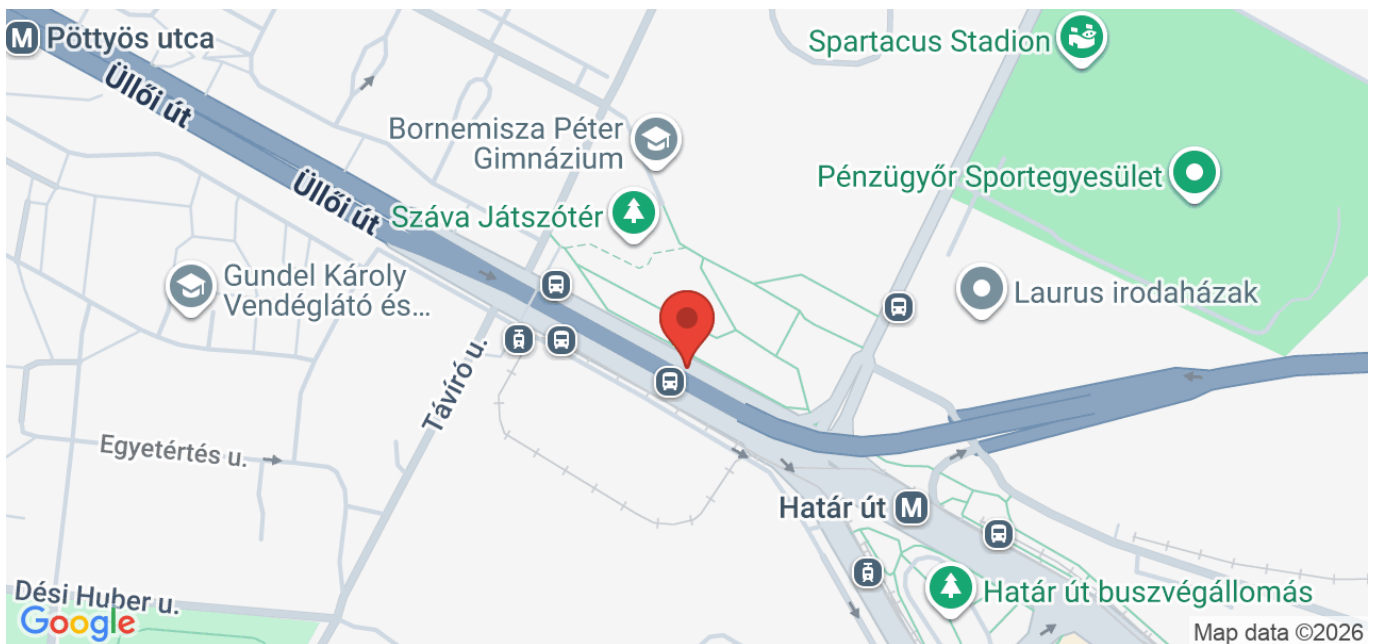 M Pöttyös utca
Üllői út
Üllői út
Spartacus Stadion
Bornemisza Péter
Gimnázium
Pénzügyőr Sportegyesület
Száva Játszótér
Gundel Károly
Vendéglátó és...
Laurus irodaházak
Távíró u.
Egyetértés u.
Határ út M
Dési Huber u.
Határ út buszvégállomás
Google
Map data ©2026